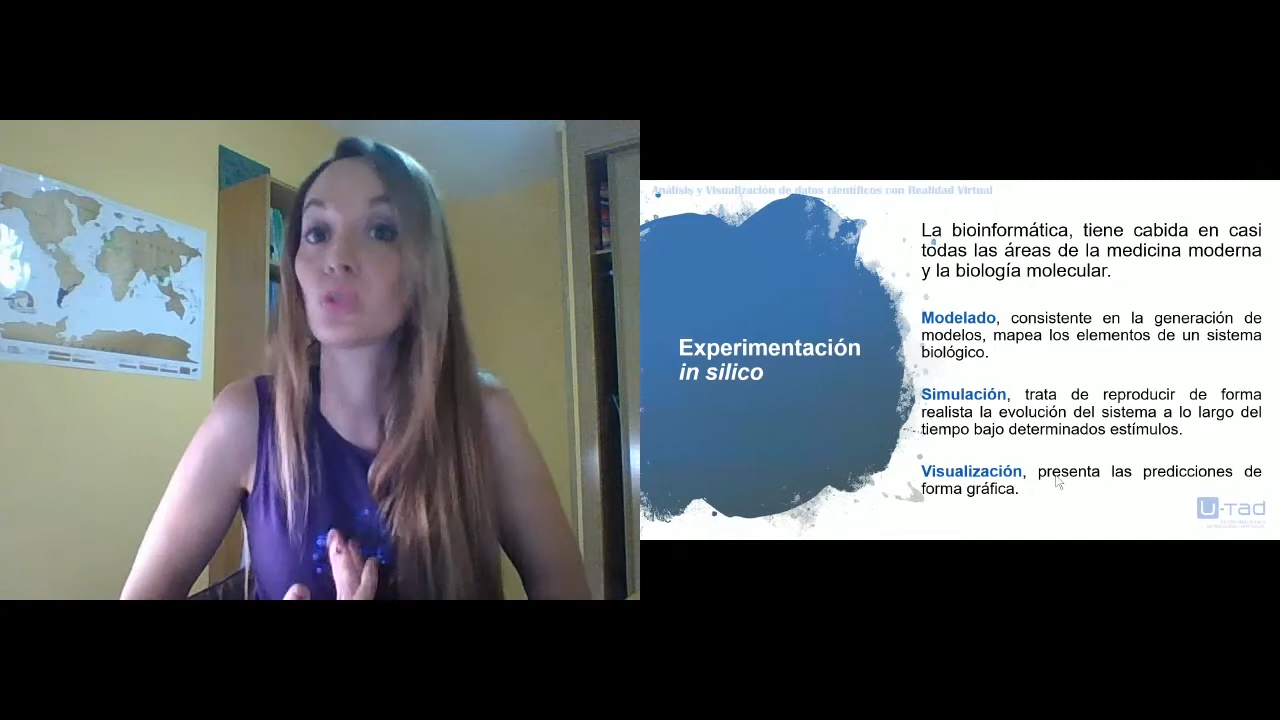 Análisis y Visualización de datos científicos con Realidad Virtual
La bioinformática, tiene cabida en casi
todas las áreas de la medicina moderna
y la biología molecular.
Experimentación
in silico
Modelado, consistente en la generación de
modelos, mapea los elementos de un sistema
biológico.
Simulación, trata de reproducir de forma
realista la evolución del sistema a lo largo del
tiempo bajo determinados estímulos.
Visualización, presenta las predicciones de
forma gráfica.
U-tad